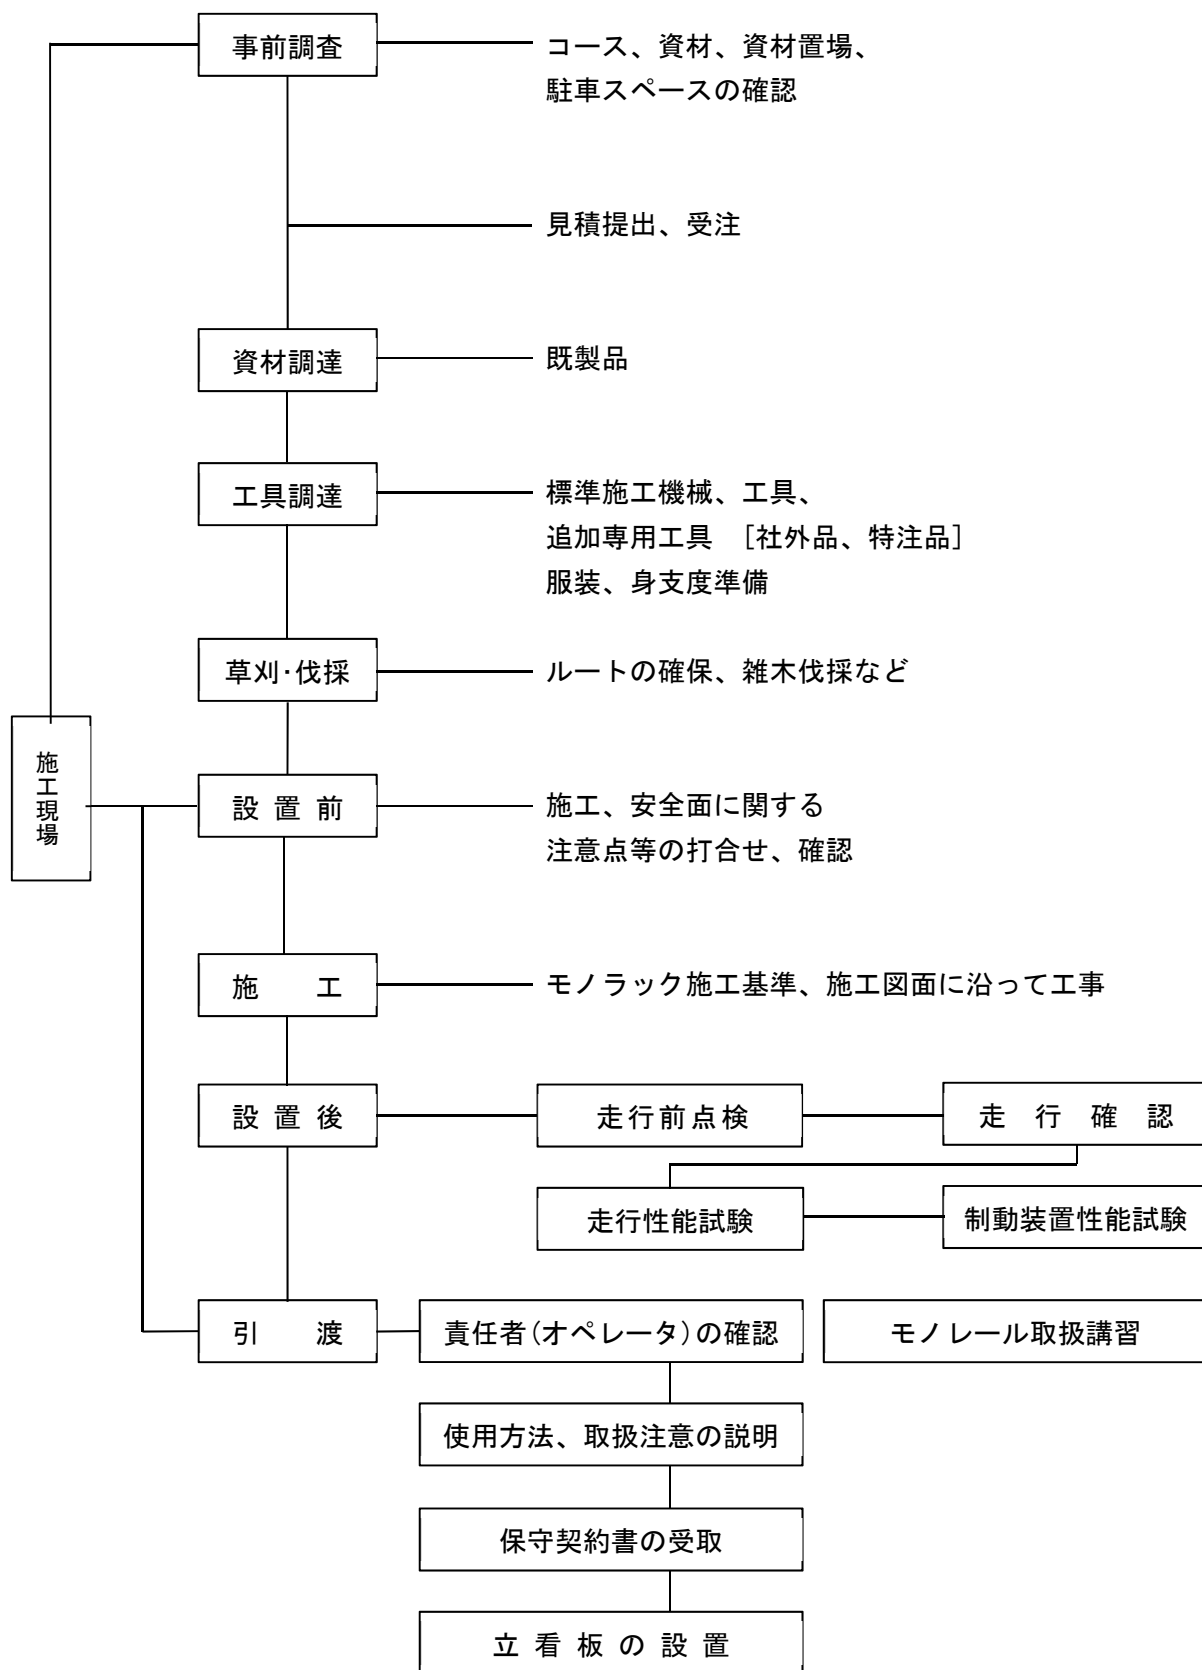 事前調査
コース、資材、資材置場、
駐車スペースの確認
見積提出、受注
資材調達
既製品
工具調達
標準施工機械、工具、
追加専用工具　[社外品、特注品]
服装、身支度準備
草刈・伐採
ルートの確保、雑木伐採など
施工現場
設置前
施工、安全面に関する
注意点等の打合せ、確認
施　工
モノラック施工基準、施工図面に沿って工事
設置後
走行前点検
走行確認
走行性能試験
制動装置性能試験
引　渡
責任者(オペレータ)の確認
モノレール取扱講習
使用方法、取扱注意の説明
保守契約書の受取
立看板の設置